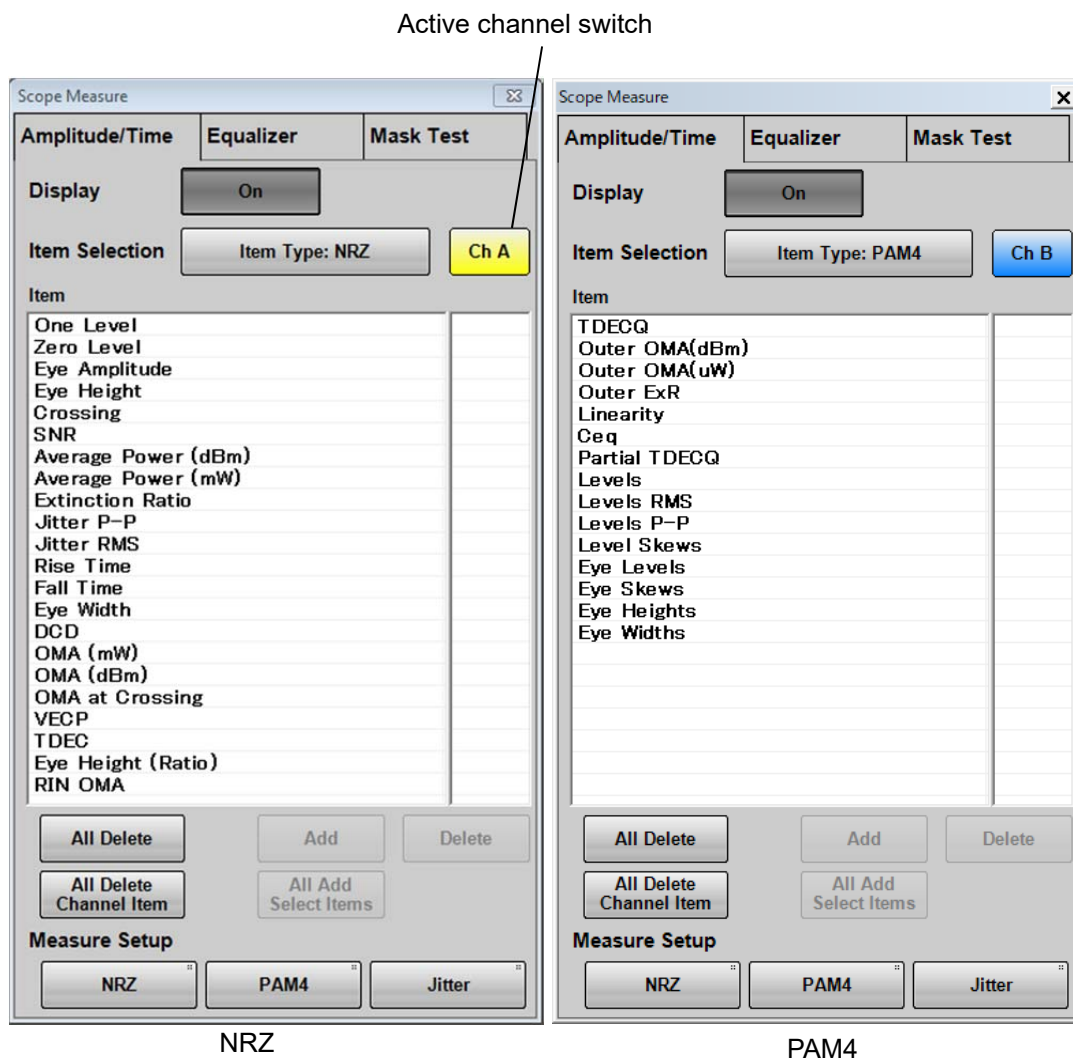 Active channel switch
Scope Measure
Amplitude/Time Equalizer Mask Test
Display On
Item Selection Item Type: NRZ Ch A
Item
One Level
Zero Level
Eye Amplitude
Eye Height
Crossing
SNR
Average Power (dBm)
Average Power (mW)
Extinction Ratio
Jitter P-P
Jitter RMS
Rise Time
Fall Time
Eye Width
DCD
OMA (mW)
OMA (dBm)
OMA at Crossing
VECP
TDEC
Eye Height (Ratio)
RIN OMA
All Delete Add Delete
All Delete Channel Item All Add Select Items
Measure Setup
NRZ PAM4 Jitter
NRZ
Scope Measure
Amplitude/Time Equalizer Mask Test
Display On
Item Selection Item Type: PAM4 Ch B
Item
TDECQ
Outer OMA(dBm)
Outer OMA(uW)
Outer ExR
Linearity
Ceq
Partial TDECQ
Levels
Levels RMS
Levels P-P
Level Skews
Eye Levels
Eye Skews
Eye Heights
Eye Widths
All Delete Add Delete
All Delete Channel Item All Add Select Items
Measure Setup
NRZ PAM4 Jitter
PAM4